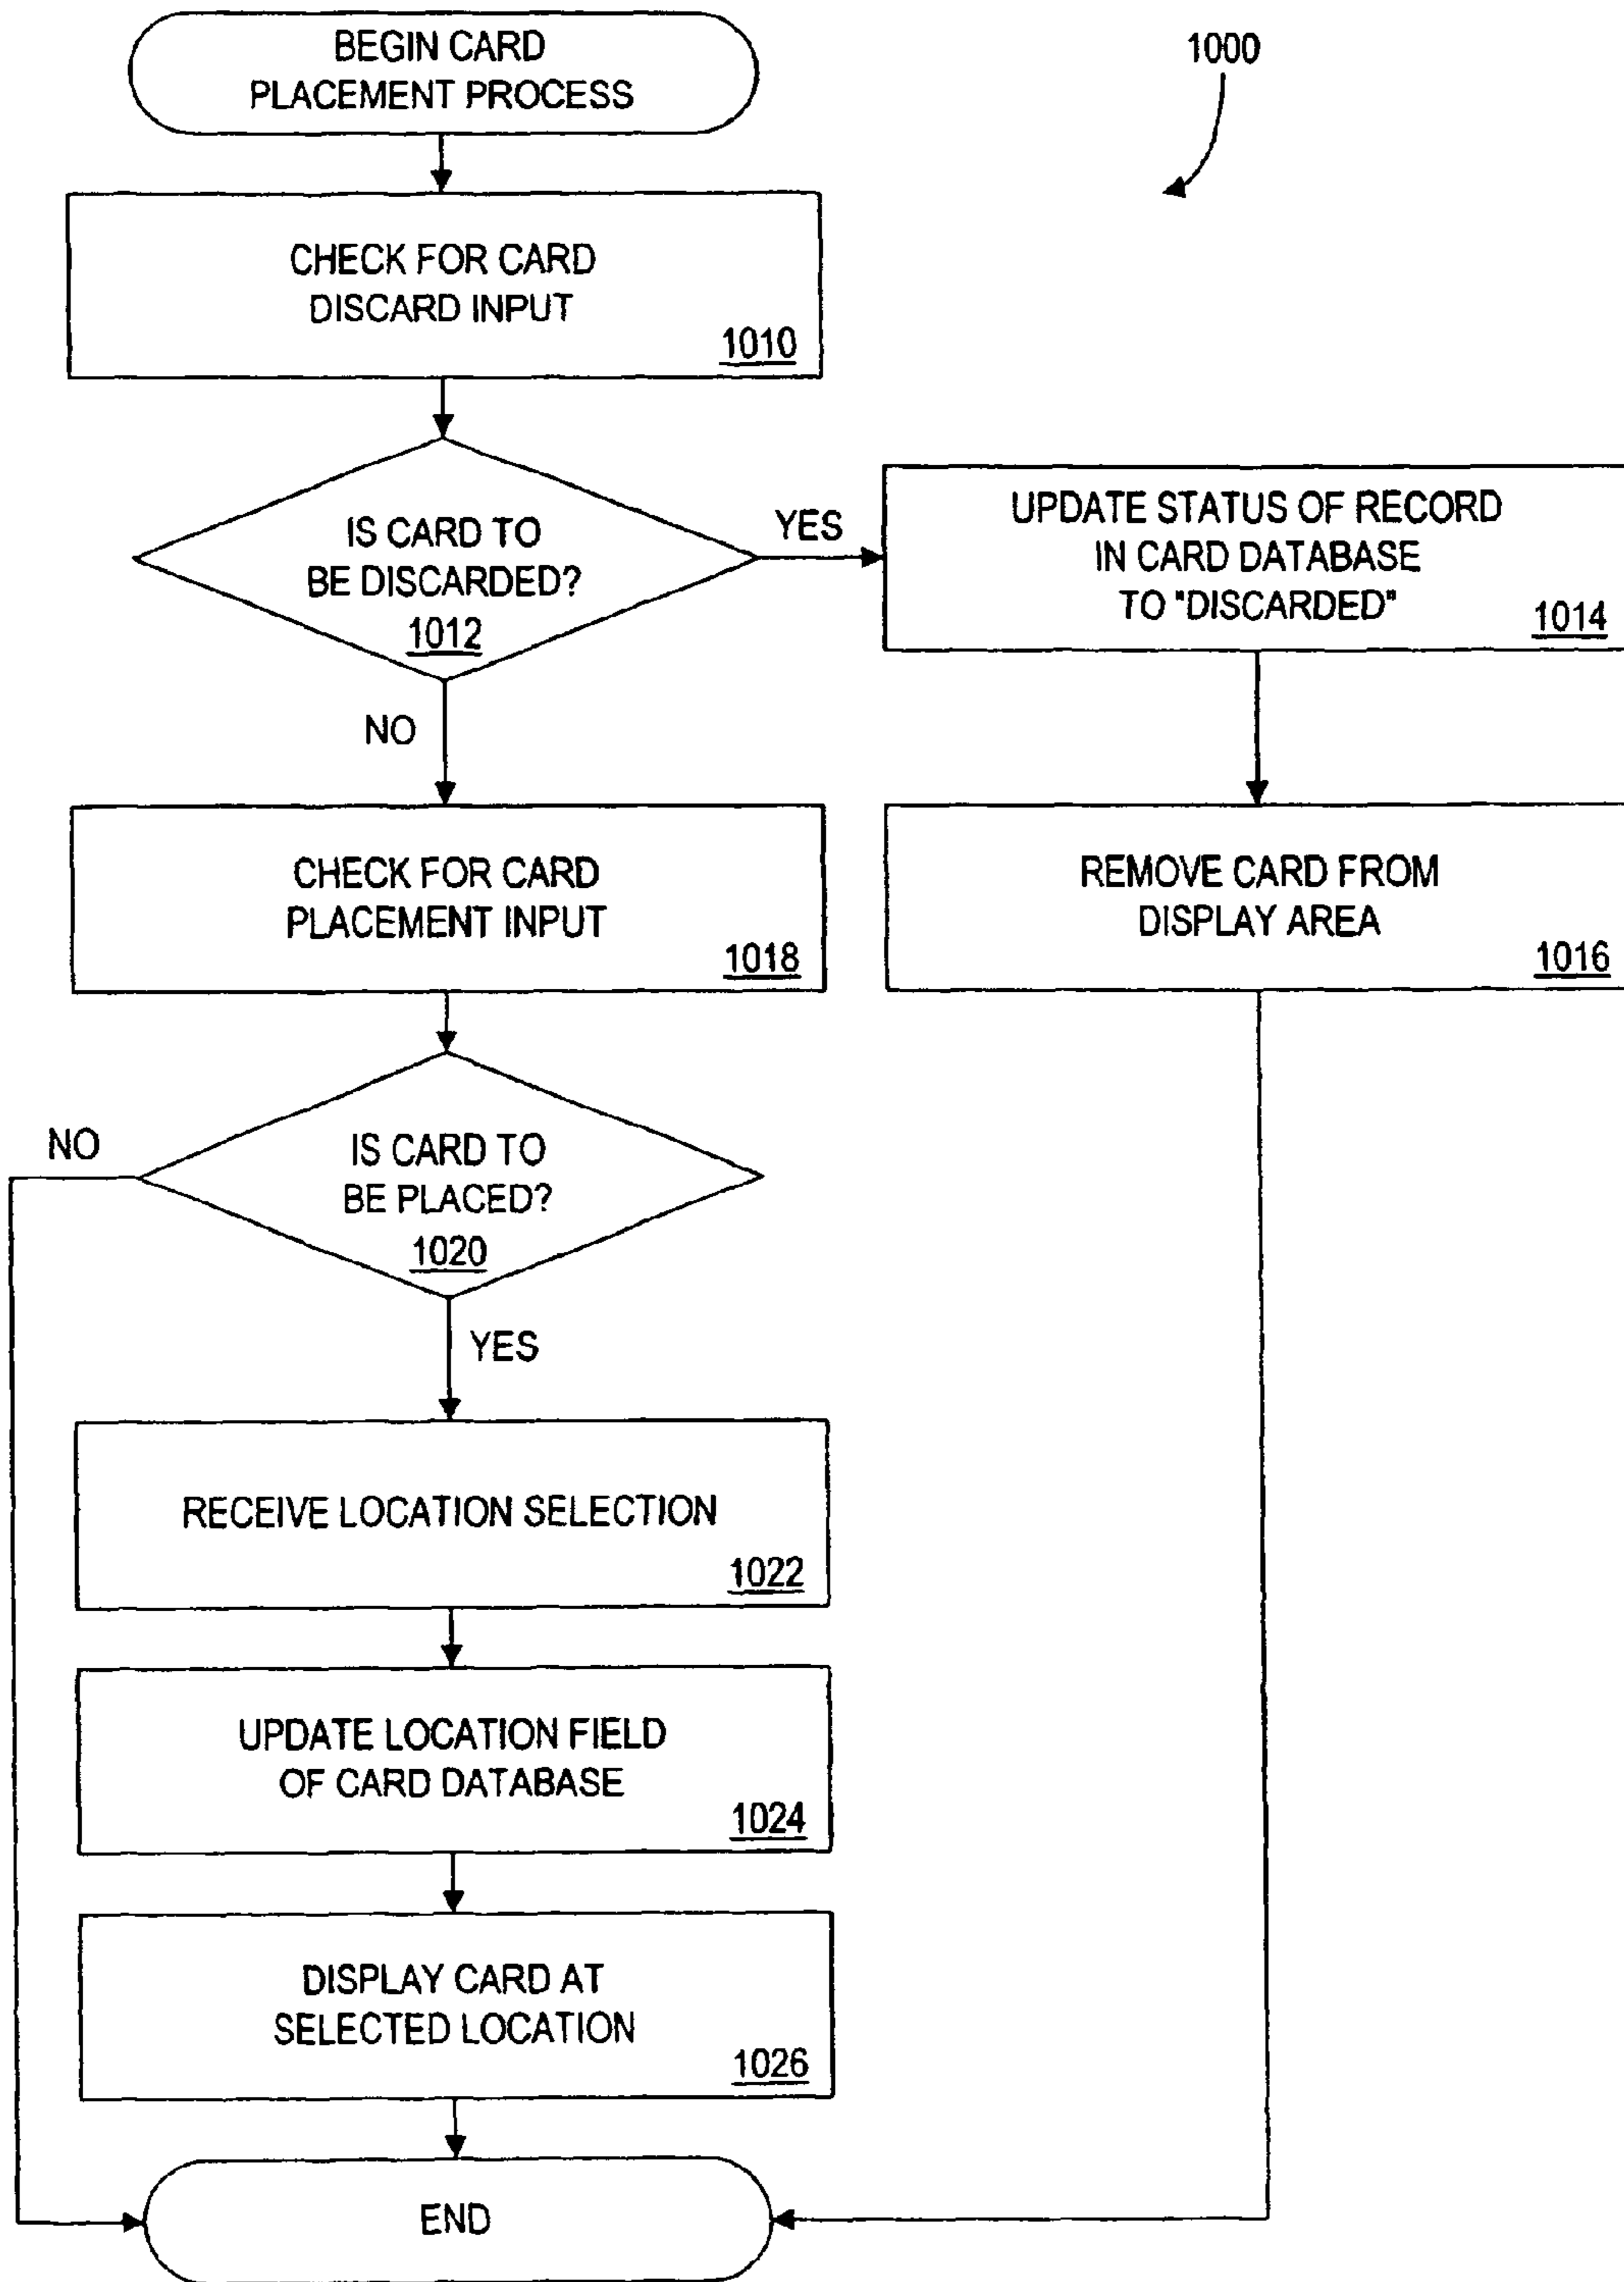 BEGIN CARD
PLACEMENT PROCESS
1000
CHECK FOR CARD
DISCARD INPUT
1010
IS CARD TO
BE DISCARDED?
1012
YES
UPDATE STATUS OF RECORD
IN CARD DATABASE
TO "DISCARDED"
1014
NO
CHECK FOR CARD
PLACEMENT INPUT
1018
REMOVE CARD FROM
DISPLAY AREA
1016
NO
IS CARD TO
BE PLACED?
1020
YES
RECEIVE LOCATION SELECTION
1022
UPDATE LOCATION FIELD
OF CARD DATABASE
1024
DISPLAY CARD AT
SELECTED LOCATION
1026
END